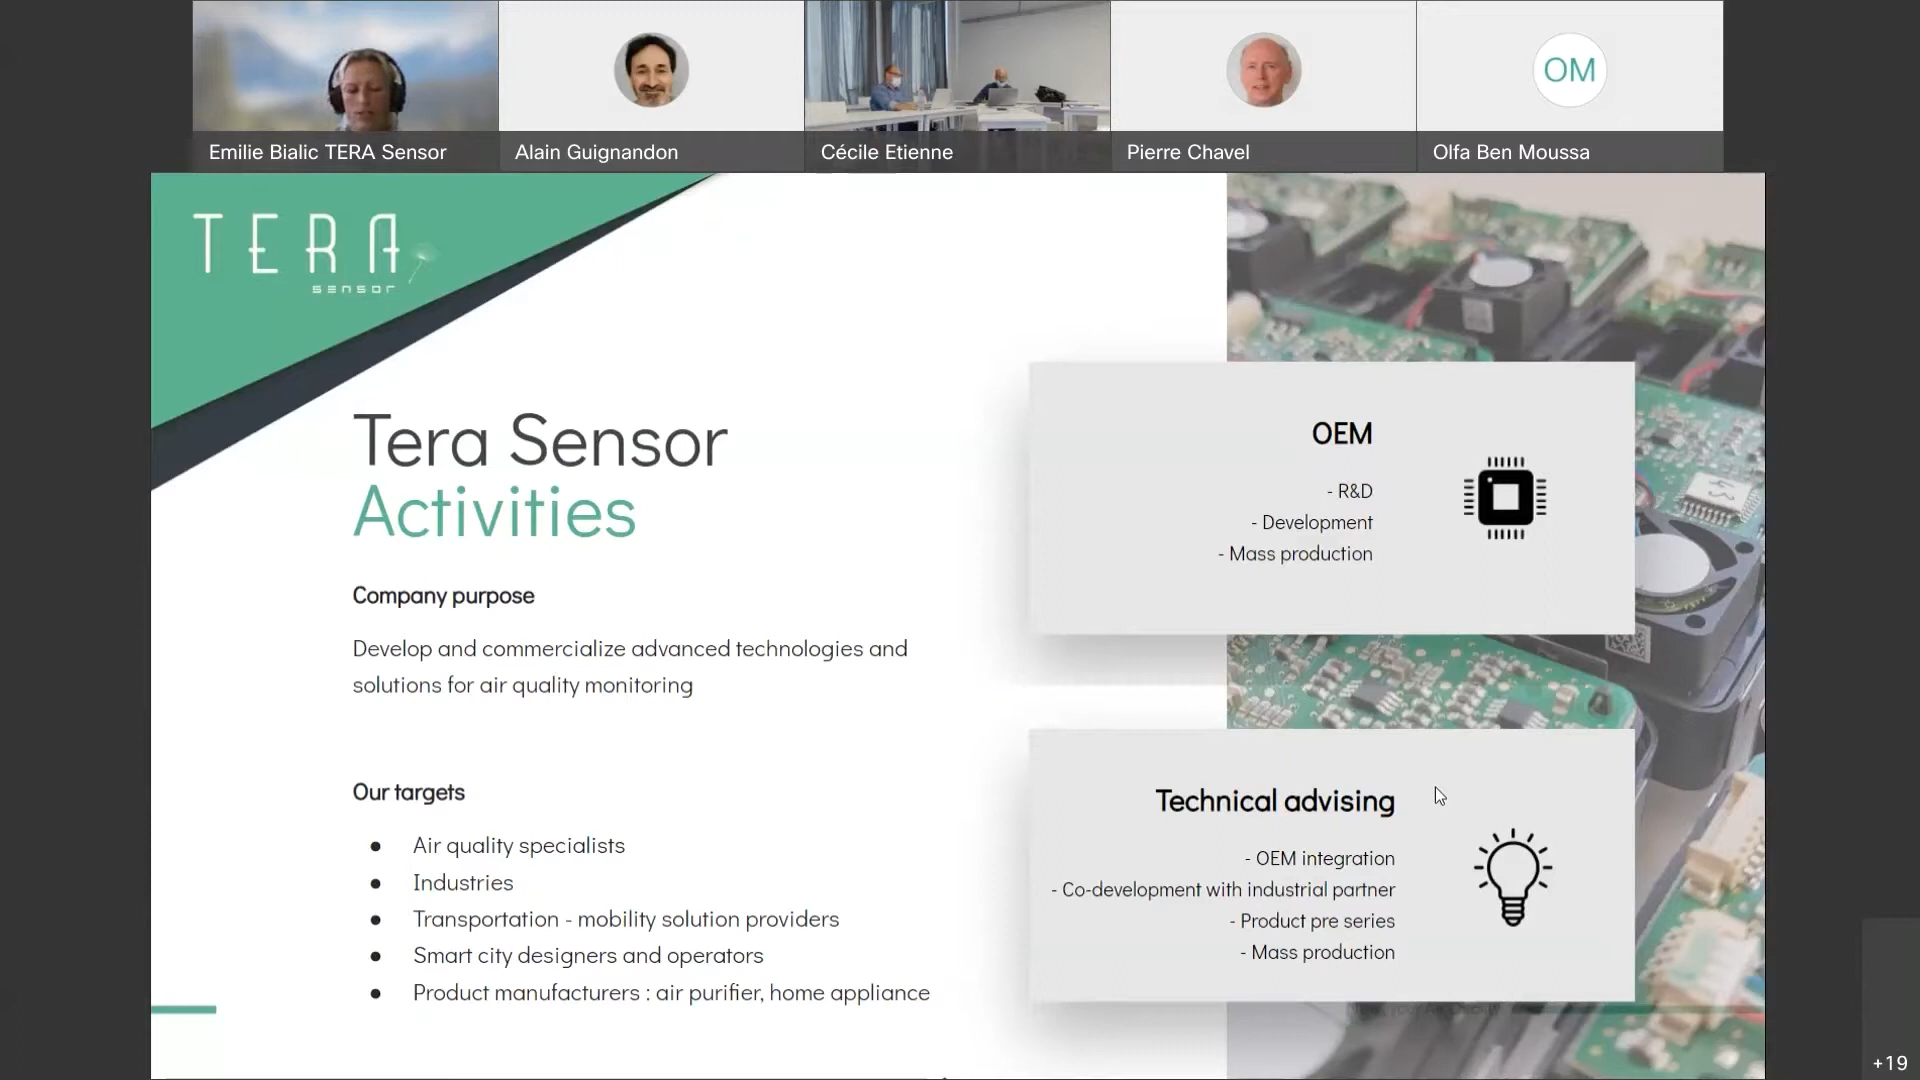 Emilie Bialic TERA Sensor
Alain Guignandon
Cécile Etienne
Pierre Chavel
OM
Olfa Ben Moussa
TERA
sensor
Tera Sensor
Activities
Company purpose
Develop and commercialize advanced technologies and
solutions for air quality monitoring
Our targets
● Air quality specialists
● Industries
● Transportation - mobility solution providers
● Smart city designers and operators
● Product manufacturers : air purifier, home appliance
OEM
- R&D
- Development
- Mass production
Technical advising
- OEM integration
- Co-development with industrial partner
- Product pre series
- Mass production
+19